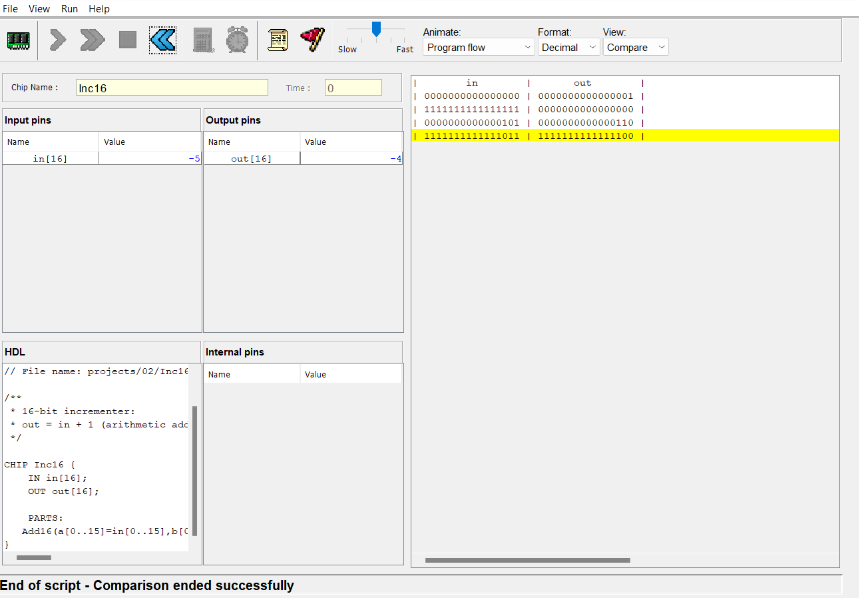 File View Run Help
Slow Fast
Animate: Format: View:
Program flow Decimal Compare
Chip Name : Inc16 Time : 0
Input pins
Name Value
in[16] -5
Output pins
Name Value
out[16] -4
HDL
// File name: projects/02/Inc16
/**
* 16-bit incrementer:
* out = in + 1 (arithmetic add
*/
CHIP Inc16 {
IN in[16];
OUT out[16];
PARTS:
Add16(a[0..15]=in[0..15],b[0
}
Internal pins
Name Value
| in | out |
| 0000000000000000 | 0000000000000001 |
| 1111111111111111 | 0000000000000000 |
| 0000000000000101 | 0000000000000110 |
| 1111111111111011 | 1111111111111100 |
End of script - Comparison ended successfully